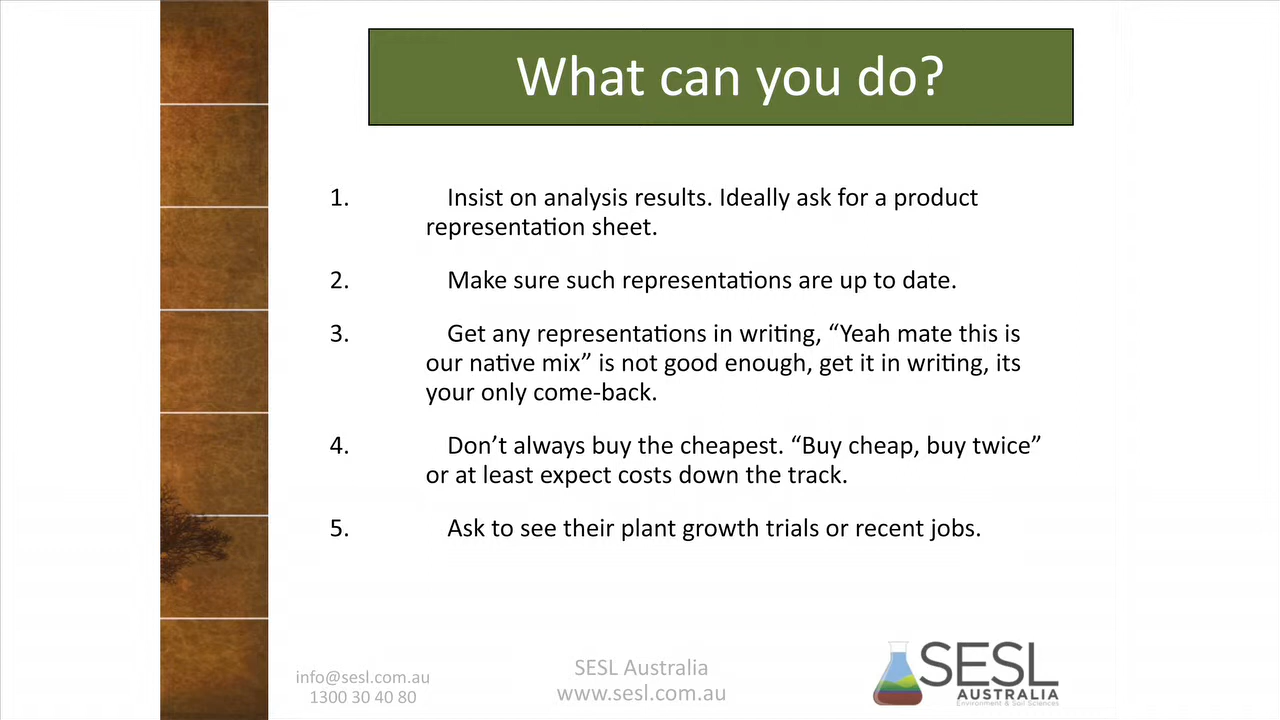 What can you do?
1. Insist on analysis results. Ideally ask for a product
representation sheet.
2. Make sure such representations are up to date.
3. Get any representations in writing, “Yeah mate this is
our native mix” is not good enough, get it in writing, its
your only come-back.
4. Don’t always buy the cheapest. “Buy cheap, buy twice”
or at least expect costs down the track.
5. Ask to see their plant growth trials or recent jobs.
info@sesl.com.au
1300 30 40 80
SESL Australia
www.sesl.com.au
SESL
AUSTRALIA
Environment & Soil Sciences